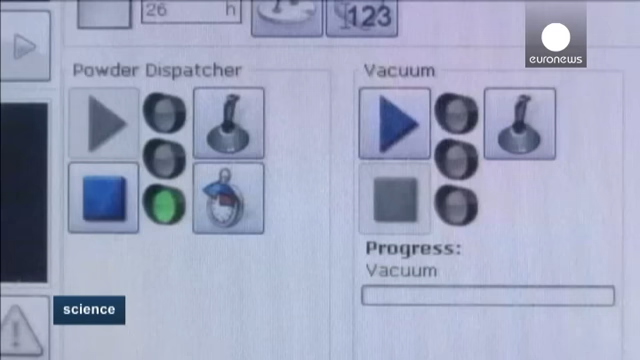 26 h
123
euronews
Powder Dispatcher
Vacuum
Progress:
Vacuum
science